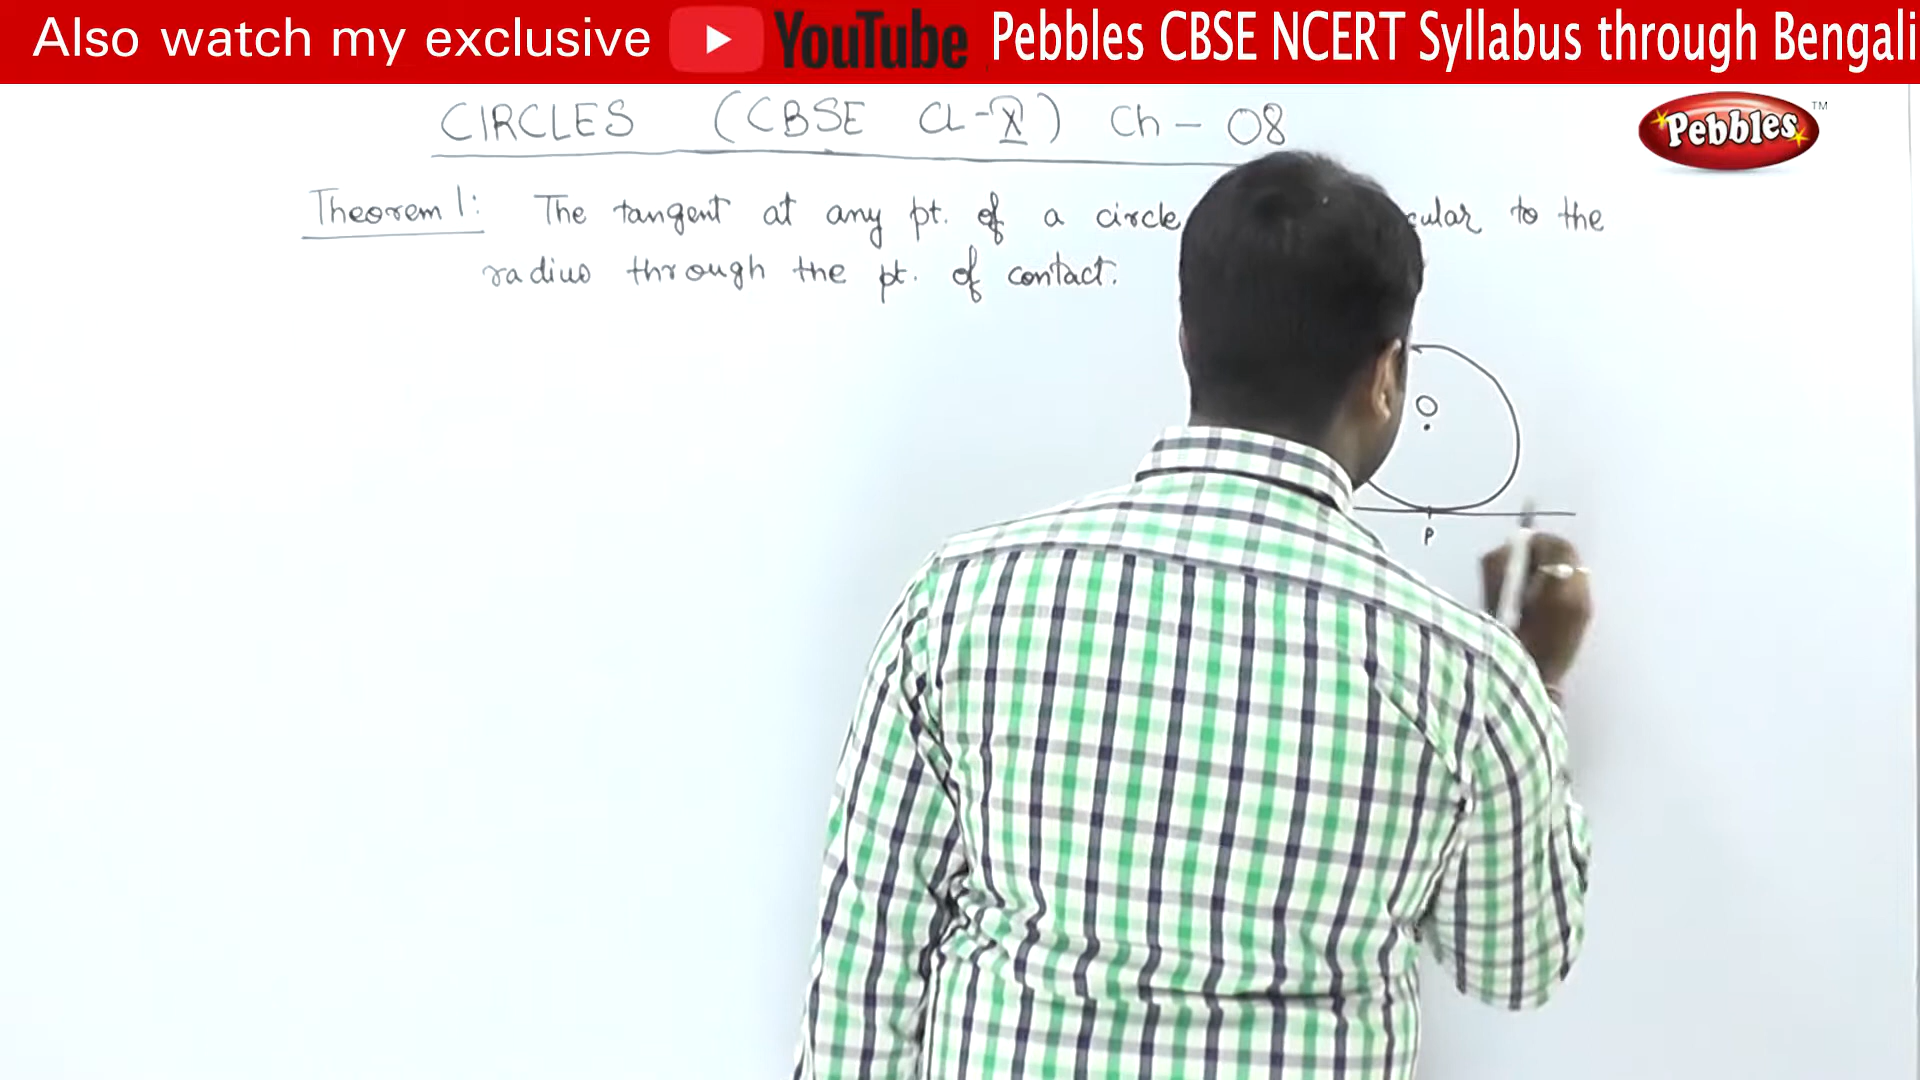 Also watch my exclusive YouTube Pebbles CBSE NCERT Syllabus through Bengali
CIRCLES (CBSE CL-X) Ch - 08
Pebbles TM
Theorem 1: The tangent at any pt. of a circle cular to the
radius through the pt. of contact.
O
P